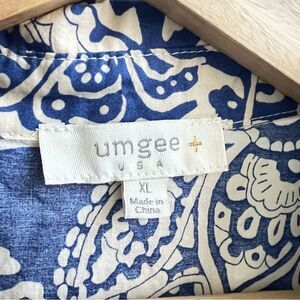 umgee +
USA
XL
Made in
China